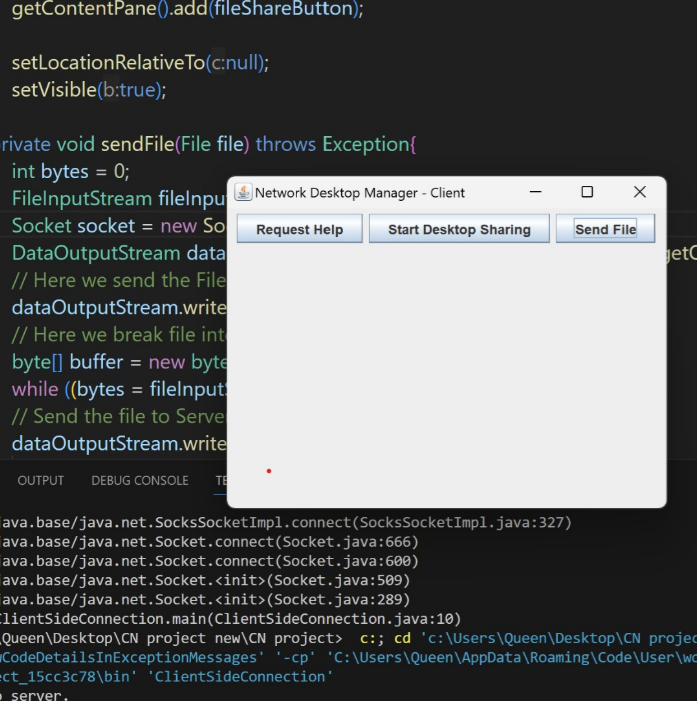 getContentPane().add(fileShareButton);
setLocationRelativeTo(c:null);
setVisible(b:true);
rivate void sendFile(File file) throws Exception{
int bytes = 0;
FileInputStream fileInpu
Socket socket = new So
DataOutputStream data
getC
// Here we send the File
dataOutputStream.write
// Here we break file int
byte[] buffer = new byte
while ((bytes = fileInput
// Send the file to Serve
dataOutputStream.write
Network Desktop Manager - Client
Request Help
Start Desktop Sharing
Send File
OUTPUT DEBUG CONSOLE TE
java.base/java.net.SocksSocketImpl.connect(SocksSocketImpl.java:327)
java.base/java.net.Socket.connect(Socket.java:666)
java.base/java.net.Socket.connect(Socket.java:600)
java.base/java.net.Socket.<init>(Socket.java:509)
java.base/java.net.Socket.<init>(Socket.java:289)
ClientSideConnection.main(ClientSideConnection.java:10)
\Queen\Desktop\CN project new\CN project> c:; cd 'c:\Users\Queen\Desktop\CN projec
wCodeDetailsInExceptionMessages' '-cp' 'C:\Users\Queen\AppData\Roaming\Code\User\wo
ect_15cc3c78\bin' 'ClientSideConnection'
o server.